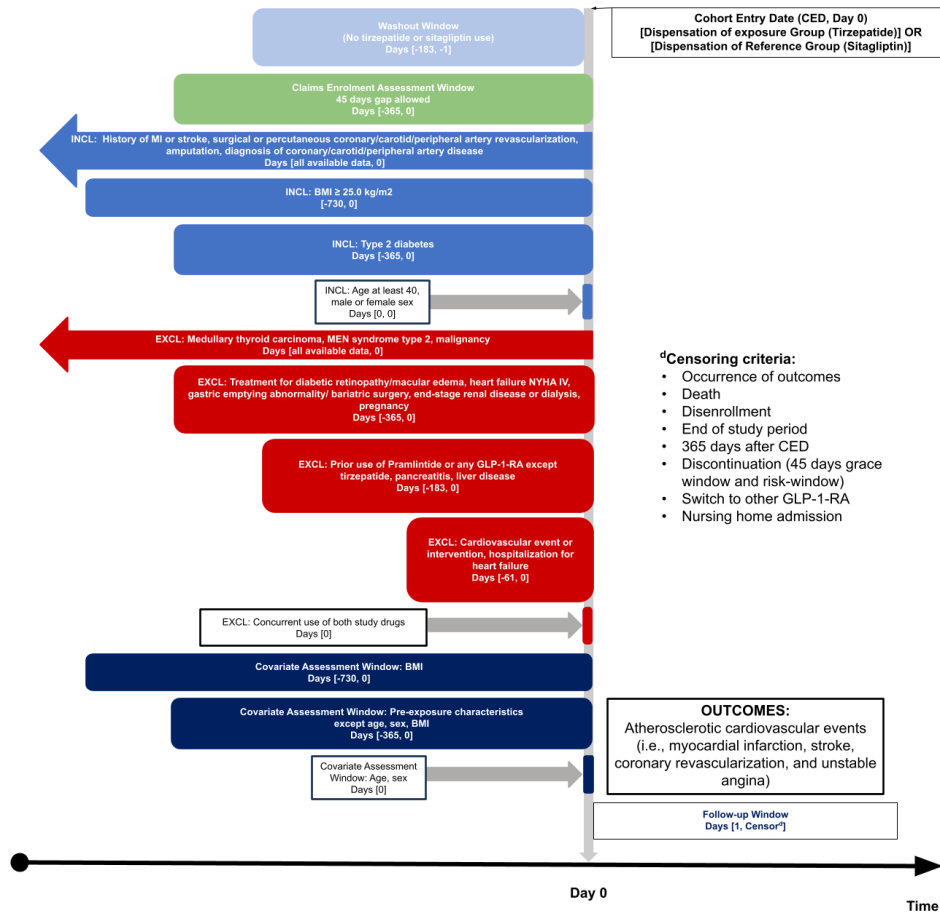 Washout Window
(No tirzepatide or sitagliptin use)
Days [-183, -1]
Cohort Entry Date (CED, Day 0)
[Dispensation of exposure Group (Tirzepatide)] OR
[Dispensation of Reference Group (Sitagliptin)]
Claims Enrolment Assessment Window
45 days gap allowed
Days [-365, 0]
INCL: History of MI or stroke, surgical or percutaneous coronary/carotid/peripheral artery revascularization,
amputation, diagnosis of coronary/carotid/peripheral artery disease
Days [all available data, 0]
INCL: BMI ≥ 25.0 kg/m2
[-730, 0]
INCL: Type 2 diabetes
Days [-365, 0]
INCL: Age at least 40,
male or female sex
Days [0, 0]
EXCL: Medullary thyroid carcinoma, MEN syndrome type 2, malignancy
Days [all available data, 0]
EXCL: Treatment for diabetic retinopathy/macular edema, heart failure NYHA IV,
gastric emptying abnormality/ bariatric surgery, end-stage renal disease or dialysis,
pregnancy
Days [-365, 0]
EXCL: Prior use of Pramlintide or any GLP-1-RA except
tirzepatide, pancreatitis, liver disease
Days [-183, 0]
EXCL: Cardiovascular event or
intervention, hospitalization for
heart failure
Days [-61, 0]
EXCL: Concurrent use of both study drugs
Days [0]
Covariate Assessment Window: BMI
Days [-730, 0]
Covariate Assessment Window: Pre-exposure characteristics
except age, sex, BMI
Days [-365, 0]
Covariate Assessment
Window: Age, sex
Days [0]
dCensoring criteria:
• Occurrence of outcomes
• Death
• Disenrollment
• End of study period
• 365 days after CED
• Discontinuation (45 days grace
window and risk-window)
• Switch to other GLP-1-RA
• Nursing home admission
OUTCOMES:
Atherosclerotic cardiovascular events
(i.e., myocardial infarction, stroke,
coronary revascularization, and unstable
angina)
Follow-up Window
Days [1, Censord]
Day 0
Time